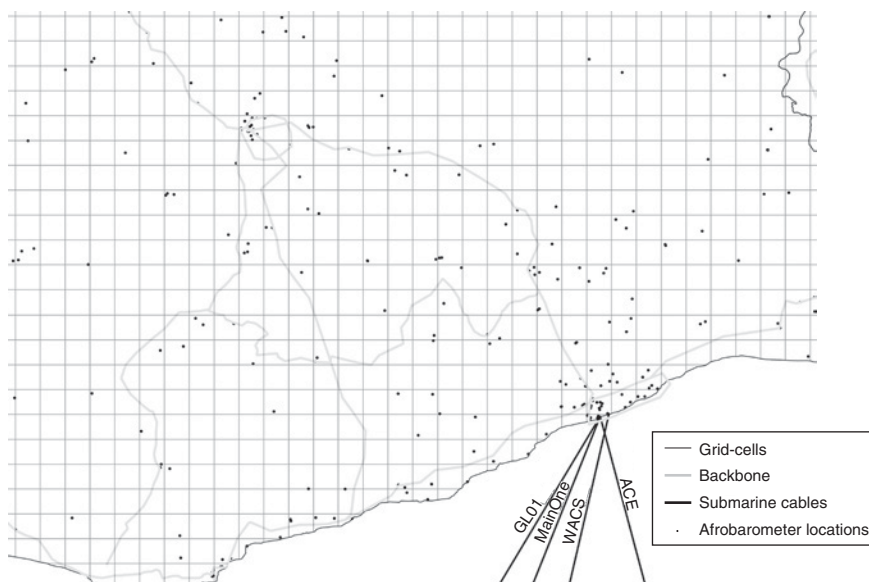 GL01
MainOne
WACS
ACE
Grid-cells
Backbone
Submarine cables
Afrobarometer locations